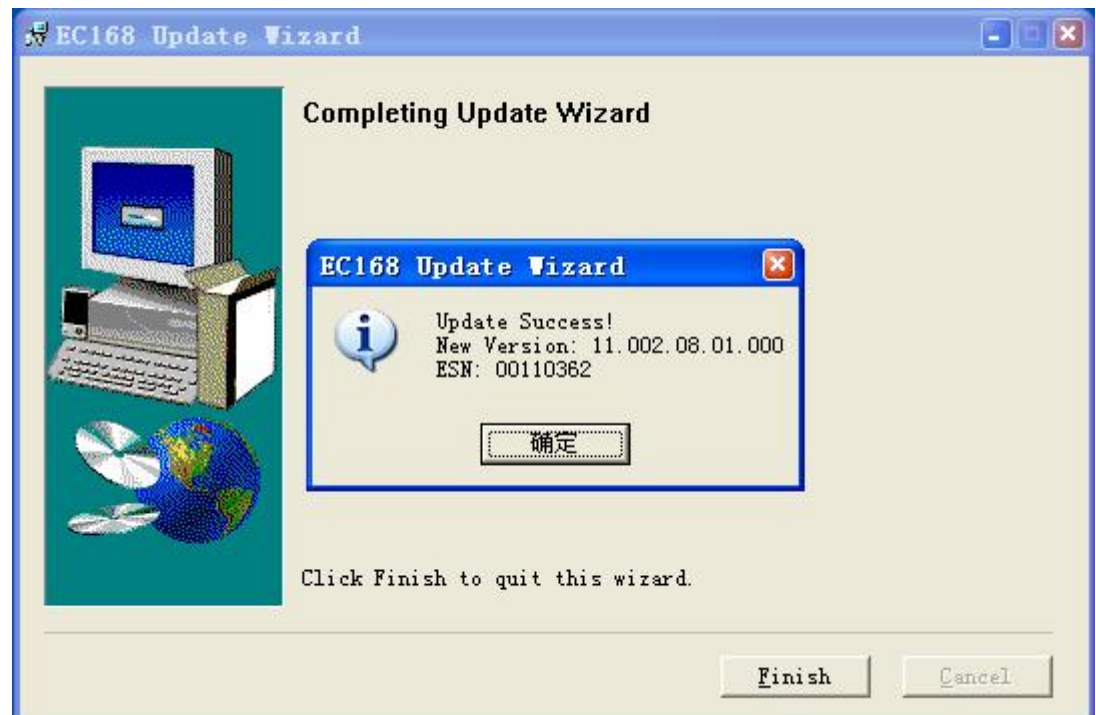 EC168 Update Wizard
Completing Update Wizard
EC168 Update Wizard
Update Success!
New Version: 11.002.08.01.000
ESN: 00110362
确定
Click Finish to quit this wizard.
Finish
Cancel